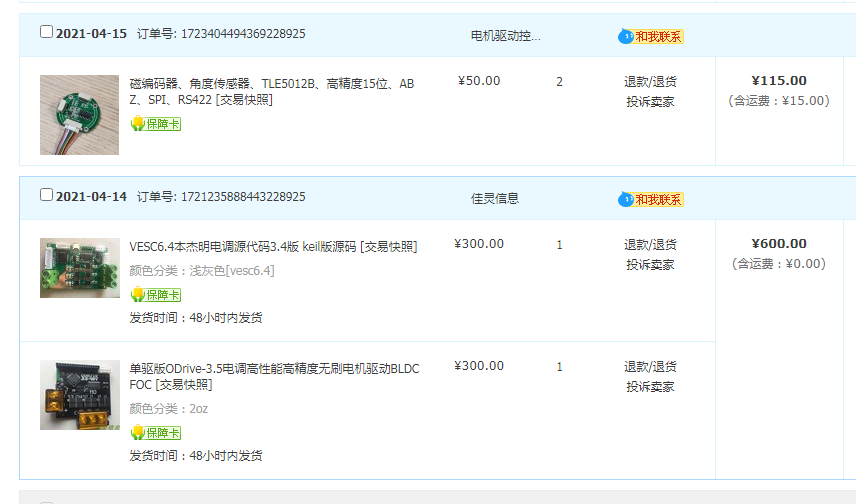 2021-04-15 订单号: 1723404494369228925 电机驱动控... 和我联系
磁编码器、角度传感器、TLE5012B、高精度15位、AB ¥50.00 2 退款/退货 ¥115.00
Z、SPI、RS422 [交易快照] 投诉卖家 (含运费：¥15.00)
保障卡
2021-04-14 订单号: 1721235888443228925 佳灵信息 和我联系
VESC6.4本杰明电调源代码3.4版 keil版源码 [交易快照] ¥300.00 1 退款/退货 ¥600.00
颜色分类：浅灰色[vesc6.4] 投诉卖家 (含运费：¥0.00)
保障卡
发货时间：48小时内发货
单驱版ODrive-3.5电调高性能高精度无刷电机驱动BLDC ¥300.00 1 退款/退货
FOC [交易快照] 投诉卖家
颜色分类：2oz
保障卡
发货时间：48小时内发货